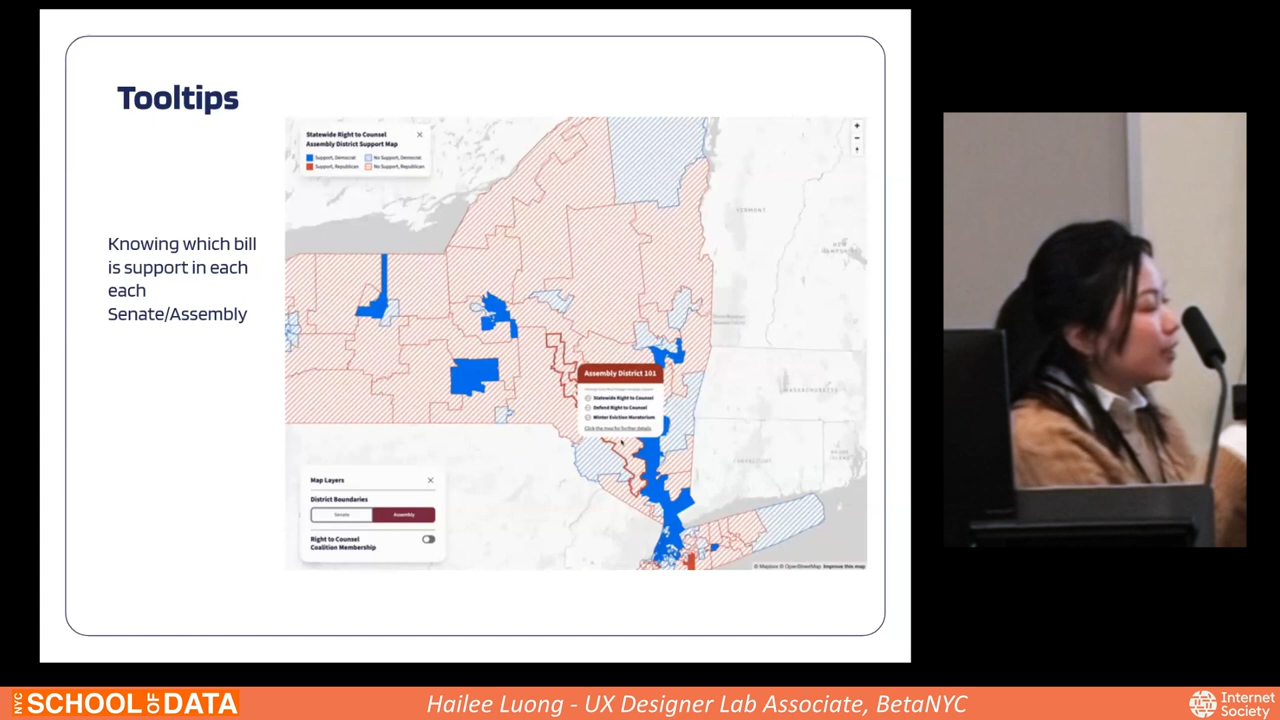 Tooltips
Knowing which bill
is support in each
each
Senate/Assembly
Statewide Right to Counsel
Assembly District Support Map
Support, Democrat
No Support, Democrat
Support, Republican
No Support, Republican
VERMONT
NEW HAMPSHIRE
MASSACHUSETTS
CONNECTICUT
RHODE ISLAND
Assembly District 101
Statewide Right to Counsel
Defend Right to Counsel
Winter Eviction Moratorium
Click the map for further details
Map Layers
District Boundaries
Senate
Assembly
Right to Counsel
Coalition Membership
© Mapbox © OpenStreetMap Improve this map
NYC SCHOOL OF DATA
Hailee Luong - UX Designer Lab Associate, BetaNYC
Internet
Society